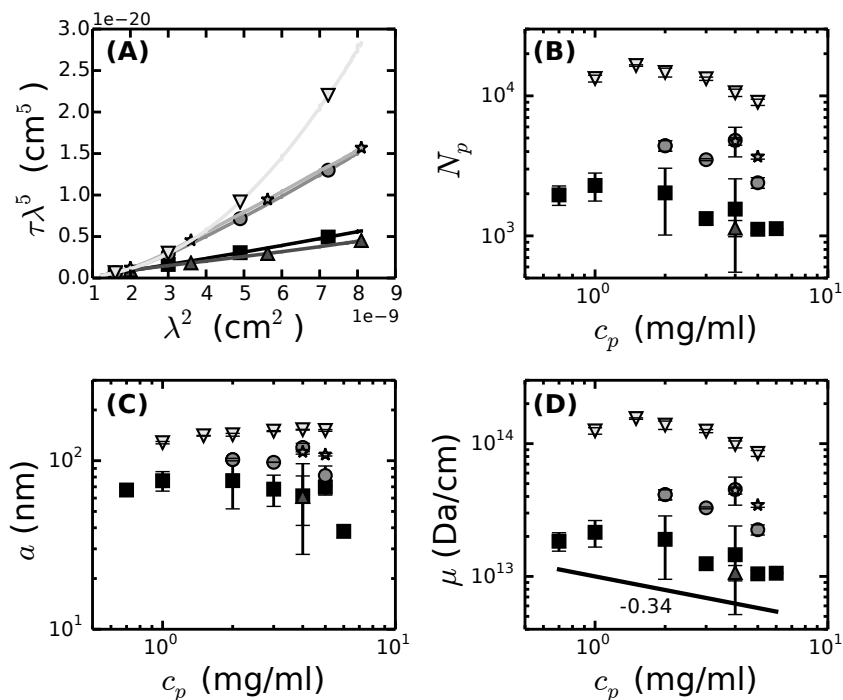 1e−20
(A)
3.0
2.5
2.0
1.5
1.0
0.5
0.0
τλ⁵ (cm⁵)
1 2 3 4 5 6 7 8 9
λ² (cm²)
1e−9
(B)
10⁴
10³
N_p
10⁰ 10¹
c_p (mg/ml)
(C)
10²
10¹
a (nm)
10⁰ 10¹
c_p (mg/ml)
(D)
10¹⁴
10¹³
μ (Da/cm)
-0.34
10⁰ 10¹
c_p (mg/ml)